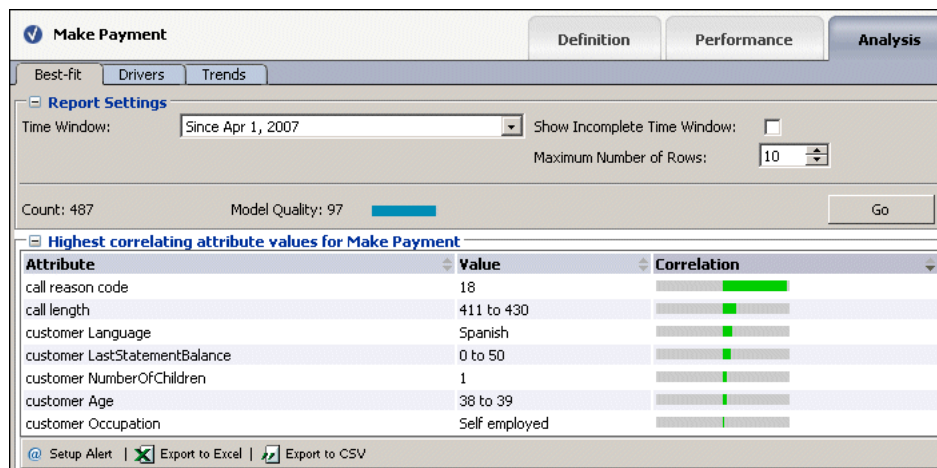 Make Payment
Definition
Performance
Analysis
Best-fit
Drivers
Trends
Report Settings
Time Window: Since Apr 1, 2007 Show Incomplete Time Window:
Maximum Number of Rows: 10
Count: 487 Model Quality: 97 Go
Highest correlating attribute values for Make Payment
Attribute Value Correlation
call reason code 18
call length 411 to 430
customer Language Spanish
customer LastStatementBalance 0 to 50
customer NumberOfChildren 1
customer Age 38 to 39
customer Occupation Self employed
@ Setup Alert | Export to Excel | Export to CSV